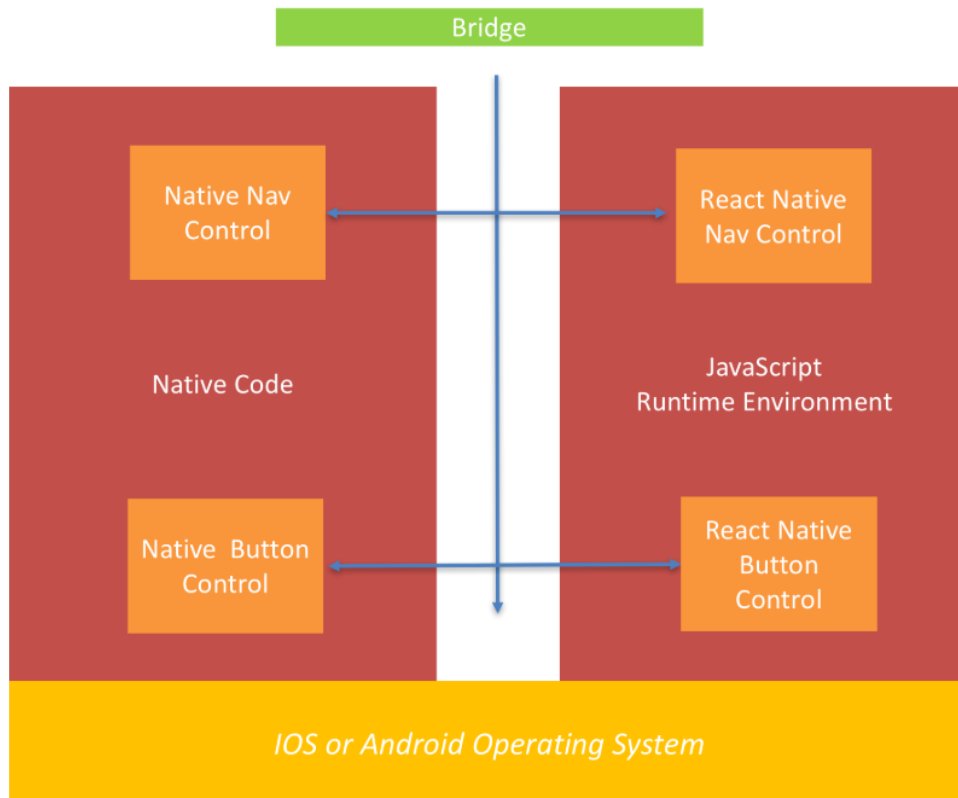 Bridge
Native Nav
Control
React Native
Nav Control
Native Code
JavaScript
Runtime Environment
Native  Button
Control
React Native
Button
Control
IOS or Android Operating System